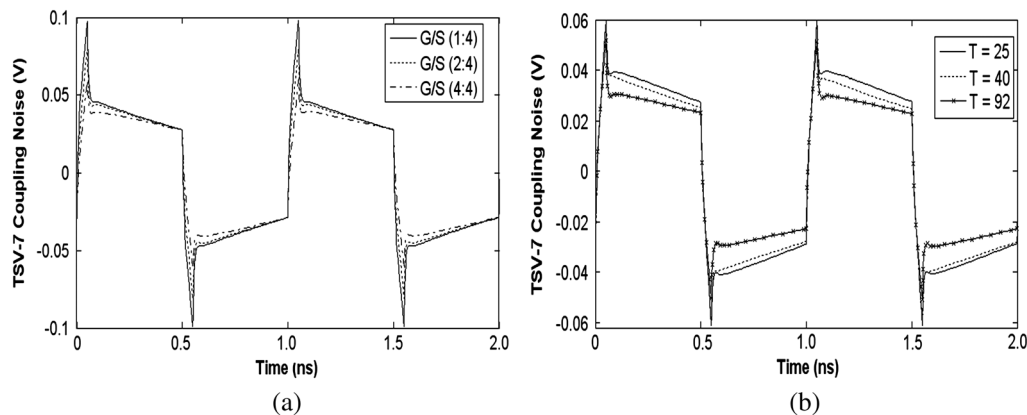 TSV-7 Coupling Noise (V)
0.1
0.05
0
-0.05
-0.1
G/S (1:4)
G/S (2:4)
G/S (4:4)
0 0.5 1.0 1.5 2.0
Time (ns)
(a)
TSV-7 Coupling Noise (V)
0.06
0.04
0.02
0
-0.02
-0.04
-0.06
T = 25
T = 40
T = 92
0 0.5 1.0 1.5 2.0
Time (ns)
(b)